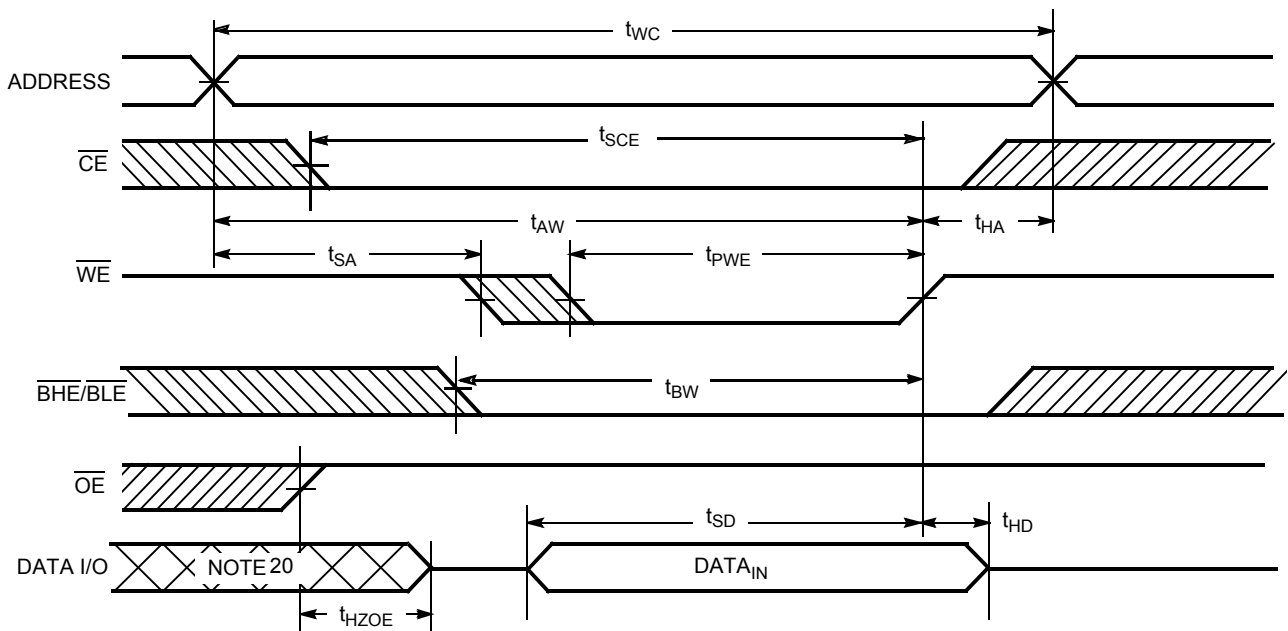 tWC
ADDRESS
tSCE
CE
tAW
tHA
tSA
tPWE
WE
tBW
BHE/BLE
OE
tSD
tHD
DATA I/O
NOTE 20
DATAIN
tHZOE